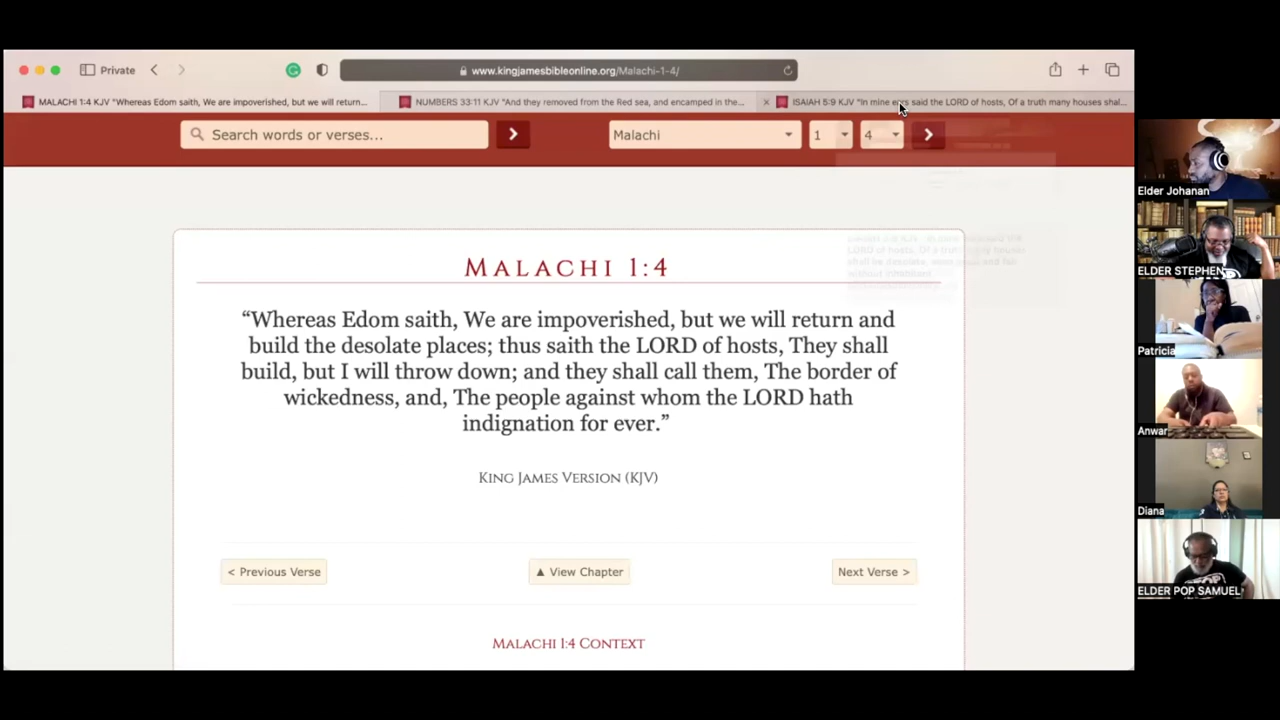 Private
www.kingjamesbibleonline.org/Malachi-1-4/
MALACHI 1:4 KJV "Whereas Edom saith, We are impoverished, but we will return...
NUMBERS 33:11 KJV "And they removed from the Red sea, and encamped in the...
ISAIAH 5:9 KJV "In mine ears said the LORD of hosts, Of a truth many houses shal...
Search words or verses...
Malachi
1
4
MALACHI 1:4
“Whereas Edom saith, We are impoverished, but we will return and
build the desolate places; thus saith the LORD of hosts, They shall
build, but I will throw down; and they shall call them, The border of
wickedness, and, The people against whom the LORD hath
indignation for ever.”
KING JAMES VERSION (KJV)
< Previous Verse
▲ View Chapter
Next Verse >
MALACHI 1:4 CONTEXT
Elder Johanan
ELDER STEPHEN
Patricia
Anwar
Diana
ELDER POP SAMUEL